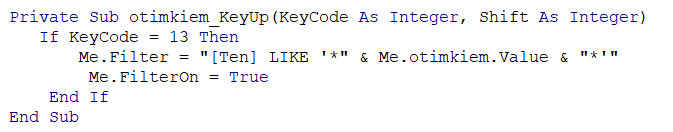 Private Sub otimkiem_KeyUp(KeyCode As Integer, Shift As Integer)
If KeyCode = 13 Then
Me.Filter = "[Ten] LIKE '*" & Me.otimkiem.Value & "*'"
Me.FilterOn = True
End If
End Sub